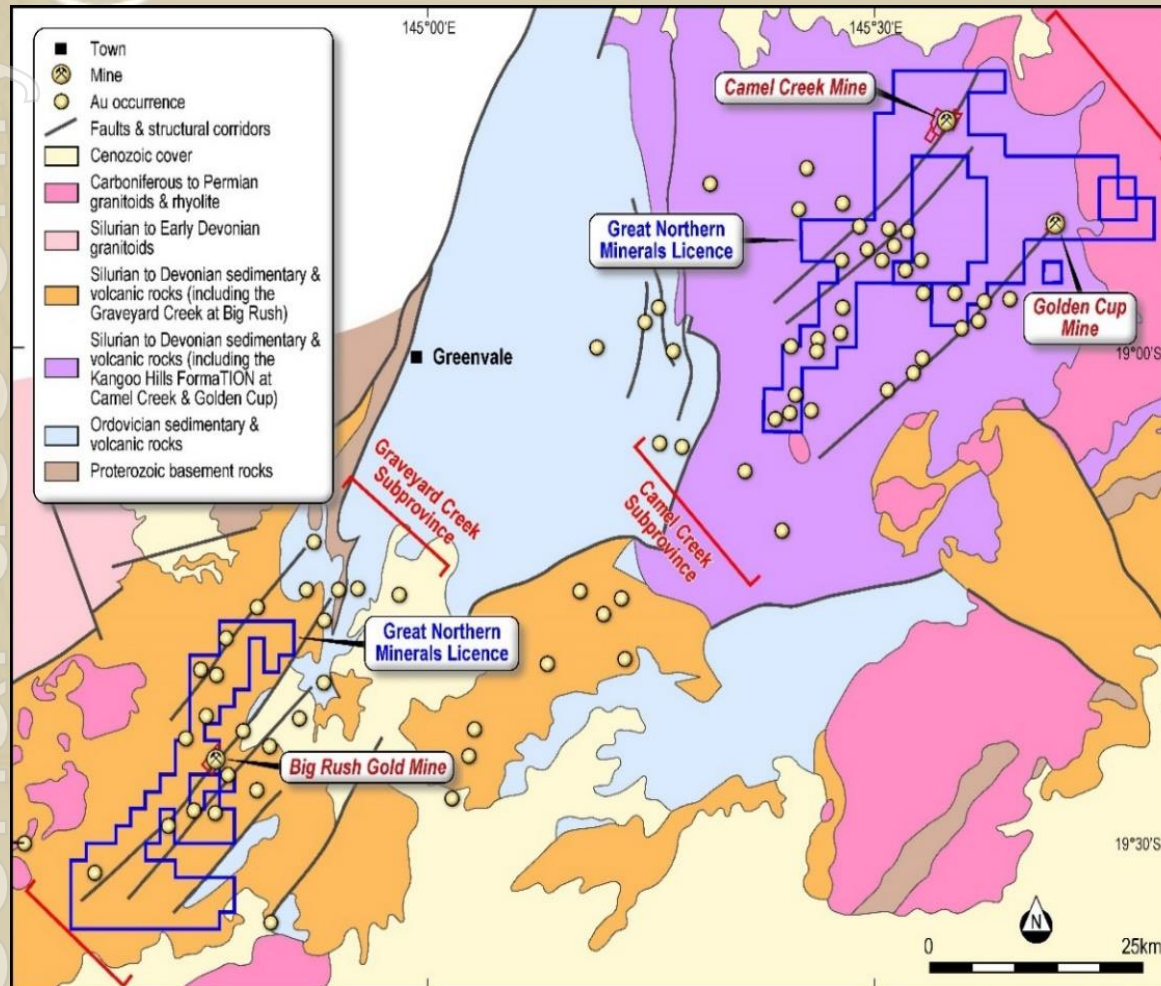 145°00'E
145°30'E
Town
Mine
Au occurrence
Faults & structural corridors
Cenozoic cover
Carboniferous to Permian
granitoids & rhyolite
Silurian to Early Devonian
granitoids
Silurian to Devonian sedimentary &
volcanic rocks (including the
Graveyard Creek at Big Rush)
Silurian to Devonian sedimentary &
volcanic rocks (including the
Kangoo Hills FormaTION at
Camel Creek & Golden Cup)
Ordovician sedimentary &
volcanic rocks
Proterozoic basement rocks
Camel Creek Mine
Great Northern
Minerals Licence
Golden Cup
Mine
19°00'S
Greenvale
Graveyard Creek
Subprovince
Camel Creek
Subprovince
Great Northern
Minerals Licence
Big Rush Gold Mine
19°30'S
N
0
25km